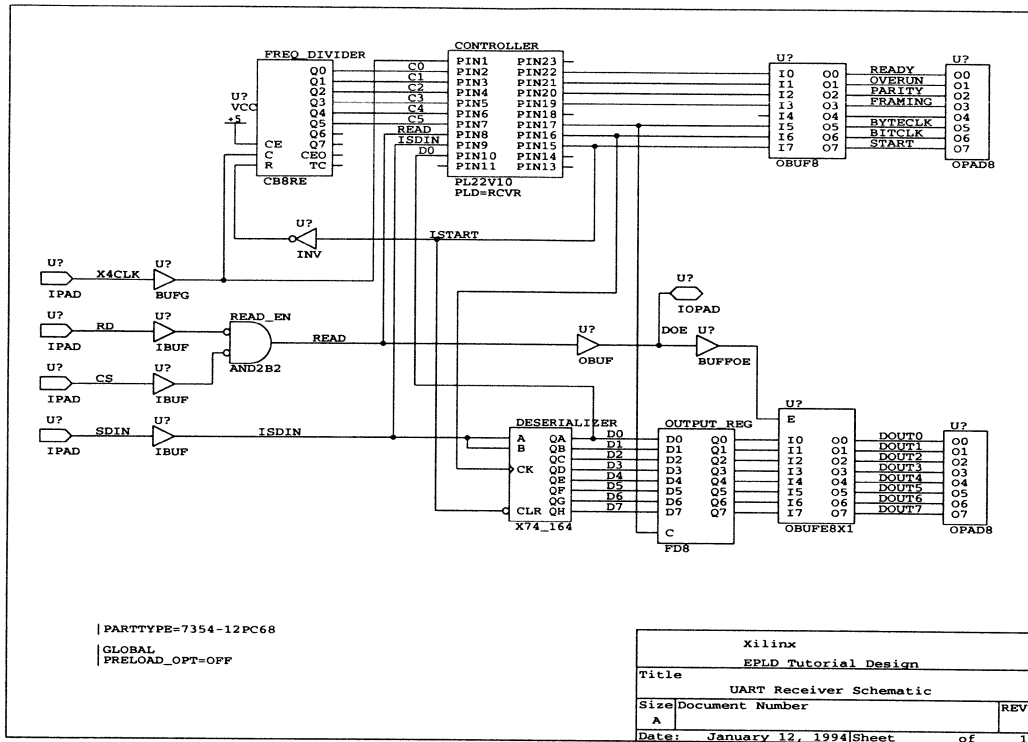 CONTROLLER
FREQ_DIVIDER
U?
VCC
+5
Q0
Q1
Q2
Q3
Q4
Q5
Q6
Q7
CE
C CEO
R TC
CB8RE
C0
C1
C2
C3
C4
C5
READ
ISDIN
D0
PIN1 PIN23
PIN2 PIN22
PIN3 PIN21
PIN4 PIN20
PIN5 PIN19
PIN6 PIN18
PIN7 PIN17
PIN8 PIN16
PIN9 PIN15
PIN10 PIN14
PIN11 PIN13
PL22V10
PLD=RCVR
U?
I0 O0
I1 O1
I2 O2
I3 O3
I4 O4
I5 O5
I6 O6
I7 O7
OBUF8
READY
OVERUN
PARITY
FRAMING
BYTECLK
BITCLK
START
U?
O0
O1
O2
O3
O4
O5
O6
O7
OPAD8
U?
INV
ISTART
U? X4CLK U?
IPAD BUFG
U?
IOPAD
U? RD U?
IPAD IBUF
READ_EN
READ
AND2B2
U?
OBUF
DOE U?
BUFFOE
U? CS U?
IPAD IBUF
U? SDIN U?
IPAD IBUF
ISDIN
DESERIALIZER
A QA
B QB
QC
CK QD
QE
QF
QG
CLR QH
X74_164
D0
D1
D2
D3
D4
D5
D6
D7
OUTPUT_REG
D0 Q0
D1 Q1
D2 Q2
D3 Q3
D4 Q4
D5 Q5
D6 Q6
D7 Q7
C
FD8
U?
E
I0 O0
I1 O1
I2 O2
I3 O3
I4 O4
I5 O5
I6 O6
I7 O7
OBUFE8X1
DOUT0
DOUT1
DOUT2
DOUT3
DOUT4
DOUT5
DOUT6
DOUT7
U?
O0
O1
O2
O3
O4
O5
O6
O7
OPAD8
PARTTYPE=7354-12PC68
GLOBAL
PRELOAD_OPT=OFF
Xilinx
EPLD Tutorial Design
Title
UART Receiver Schematic
Size Document Number REV
A
Date: January 12, 1994 Sheet of 1